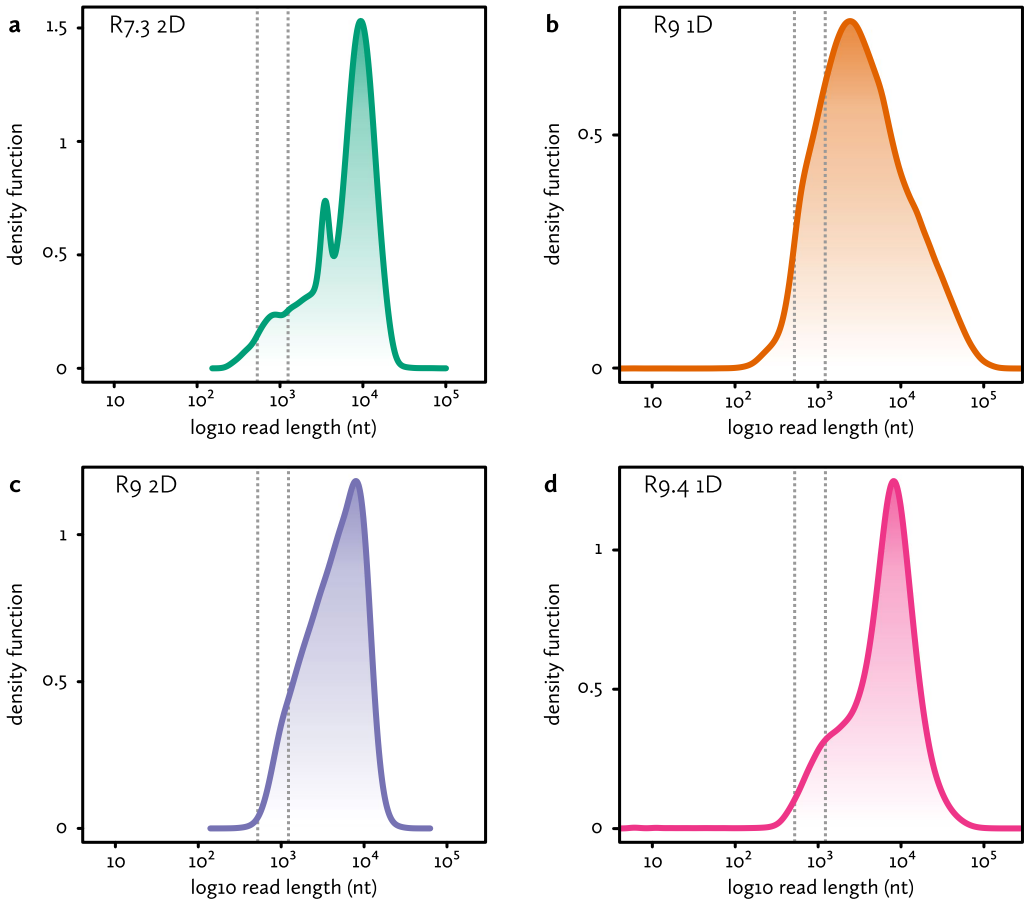 a
R7.3 2D
density function
1.5
1
0.5
0
10
10²
10³
10⁴
10⁵
log10 read length (nt)
b
R9 1D
density function
0.5
0
10
10²
10³
10⁴
10⁵
log10 read length (nt)
c
R9 2D
density function
1
0.5
0
10
10²
10³
10⁴
10⁵
log10 read length (nt)
d
R9.4 1D
density function
1
0.5
0
10
10²
10³
10⁴
10⁵
log10 read length (nt)